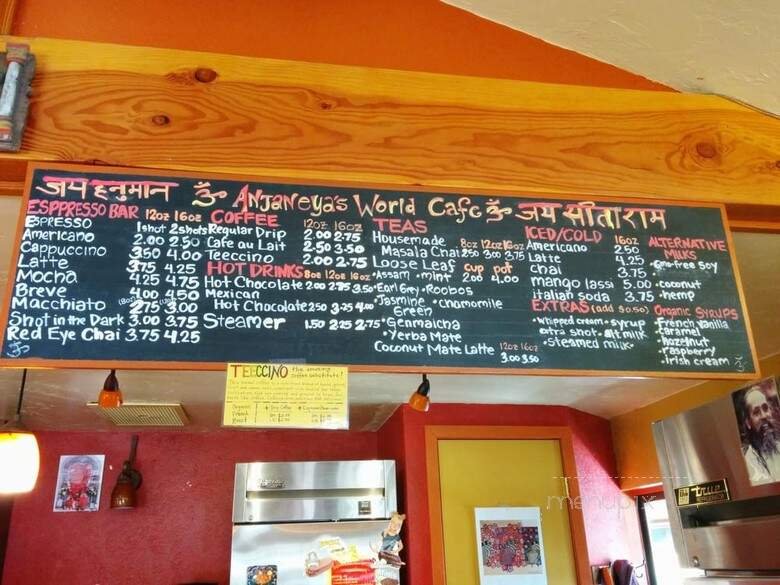 जय हनुमान ॐ Anjaneya's World Cafe ॐ जय सीताराम
ESPPRESSO BAR 12oz 16oz
ESPRESSO 1shot 2shots
Americano 2.00 2.50
Cappuccino 3.50 4.00
Latte 3.75 4.25
Mocha 4.25 4.75
Breve 4.00 4.50
Macchiato 2.75 3.00
Shot in the Dark 3.00 3.75
Red Eye Chai 3.75 4.25
ॐ
COFFEE 12oz 16oz
Regular Drip 2.00 2.75
Cafe au Lait 2.50 3.50
Teeccino 2.00 2.75
HOT DRINKS 8oz 12oz 16oz
Hot Chocolate 2.00 2.75 3.50
Mexican
Hot Chocolate 2.50 3.25 4.00
Steamer 1.50 2.25 2.75
TEAS
Housemade 8oz 12oz 16oz
Masala Chai 2.50 3.00 3.75
Loose Leaf cup pot
•Assam •mint 2.00 4.00
•Earl Grey •Rooibos
•Jasmine •Chamomile
Green
•Genmaicha
•Yerba Mate
12oz 16oz
Coconut Mate Latte 3.00 3.50
ICED/COLD 16oz
Americano 2.50
Latte 4.25
chai 3.75
mango lassi 5.00
italian soda 3.75
EXTRAS (add $0.50)
•whipped cream •syrup
extra shot •alt milk
•steamed milk
ALTERNATIVE
MILKS
•gmo-free soy
•coconut
•hemp
Organic Syrups
•French vanilla
•caramel
•hazelnut
•raspberry
•irish cream
ॐ
TEECCINO the amazing
coffee substitute!
true
menupix